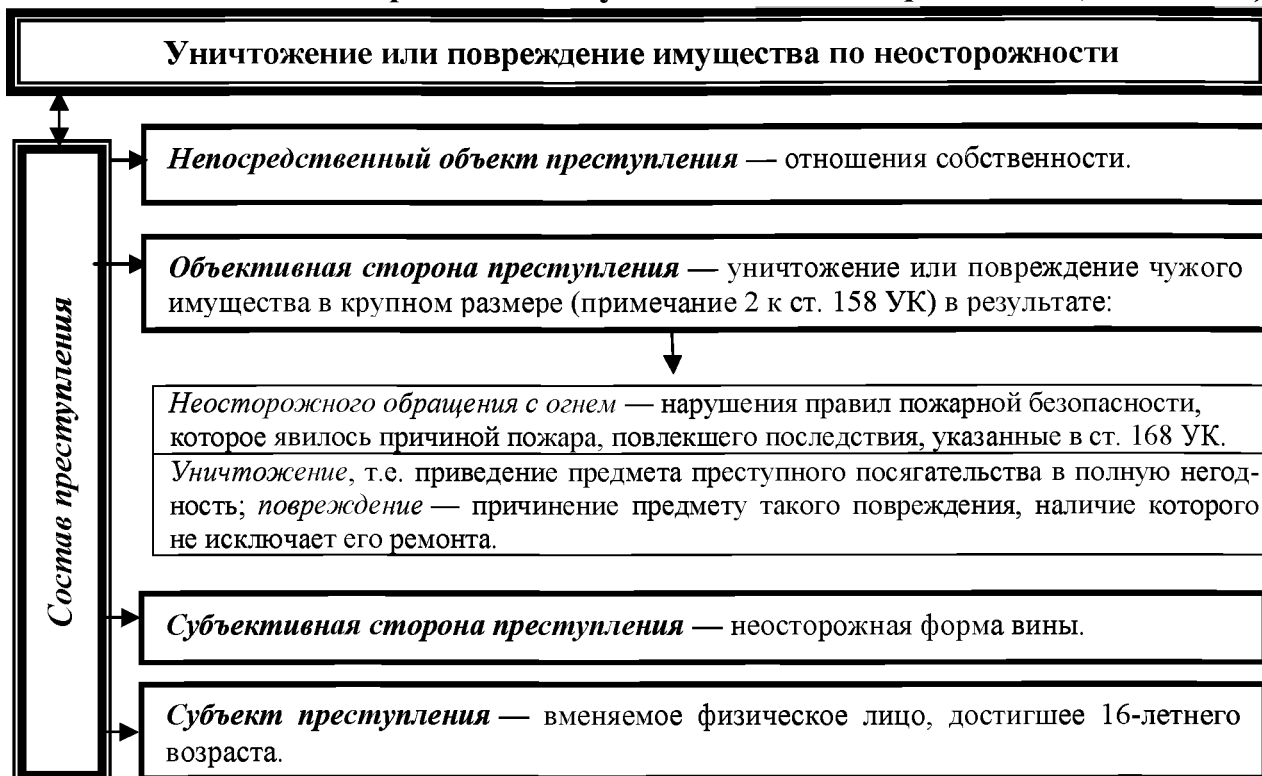 Уничтожение или повреждение имущества по неосторожности
Состав преступления
Непосредственный объект преступления — отношения собственности.
Объективная сторона преступления — уничтожение или повреждение чужого
имущества в крупном размере (примечание 2 к ст. 158 УК) в результате:
Неосторожного обращения с огнем — нарушения правил пожарной безопасности,
которое явилось причиной пожара, повлекшего последствия, указанные в ст. 168 УК.
Уничтожение, т.е. приведение предмета преступного посягательства в полную негод-
ность; повреждение — причинение предмету такого повреждения, наличие которого
не исключает его ремонта.
Субъективная сторона преступления — неосторожная форма вины.
Субъект преступления — вменяемое физическое лицо, достигшее 16-летнего
возраста.